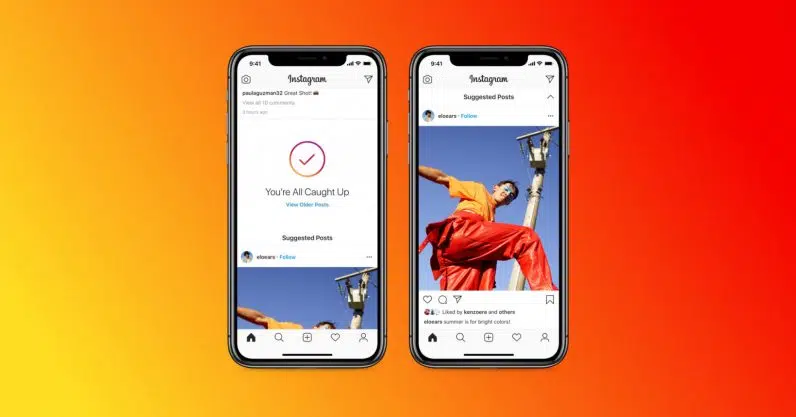 9:41
Instagram
paulaguzman32 Great Shot!
View all 10 comments
You're All Caught Up
View Older Posts
Suggested Posts
eloears · Follow
9:41
Instagram
Suggested Posts
eloears · Follow
Liked by kenzoere and others
eloears summer is for bright colors!